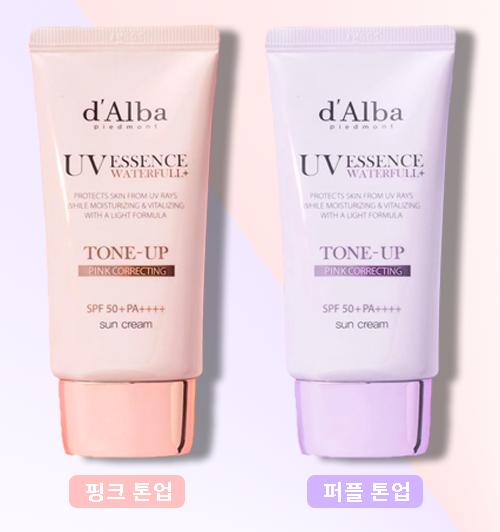 d'Alba
piedmont
UV ESSENCE
WATERFULL+
PROTECTS SKIN FROM UV RAYS
WHILE MOISTURIZING & VITALIZING
WITH A LIGHT FORMULA
TONE-UP
PINK CORRECTING
SPF 50+PA++++
sun cream
핑크 톤업
d'Alba
piedmont
UV ESSENCE
WATERFULL+
PROTECTS SKIN FROM UV RAYS
WHILE MOISTURIZING & VITALIZING
WITH A LIGHT FORMULA
TONE-UP
PINK CORRECTING
SPF 50+PA++++
sun cream
퍼플 톤업